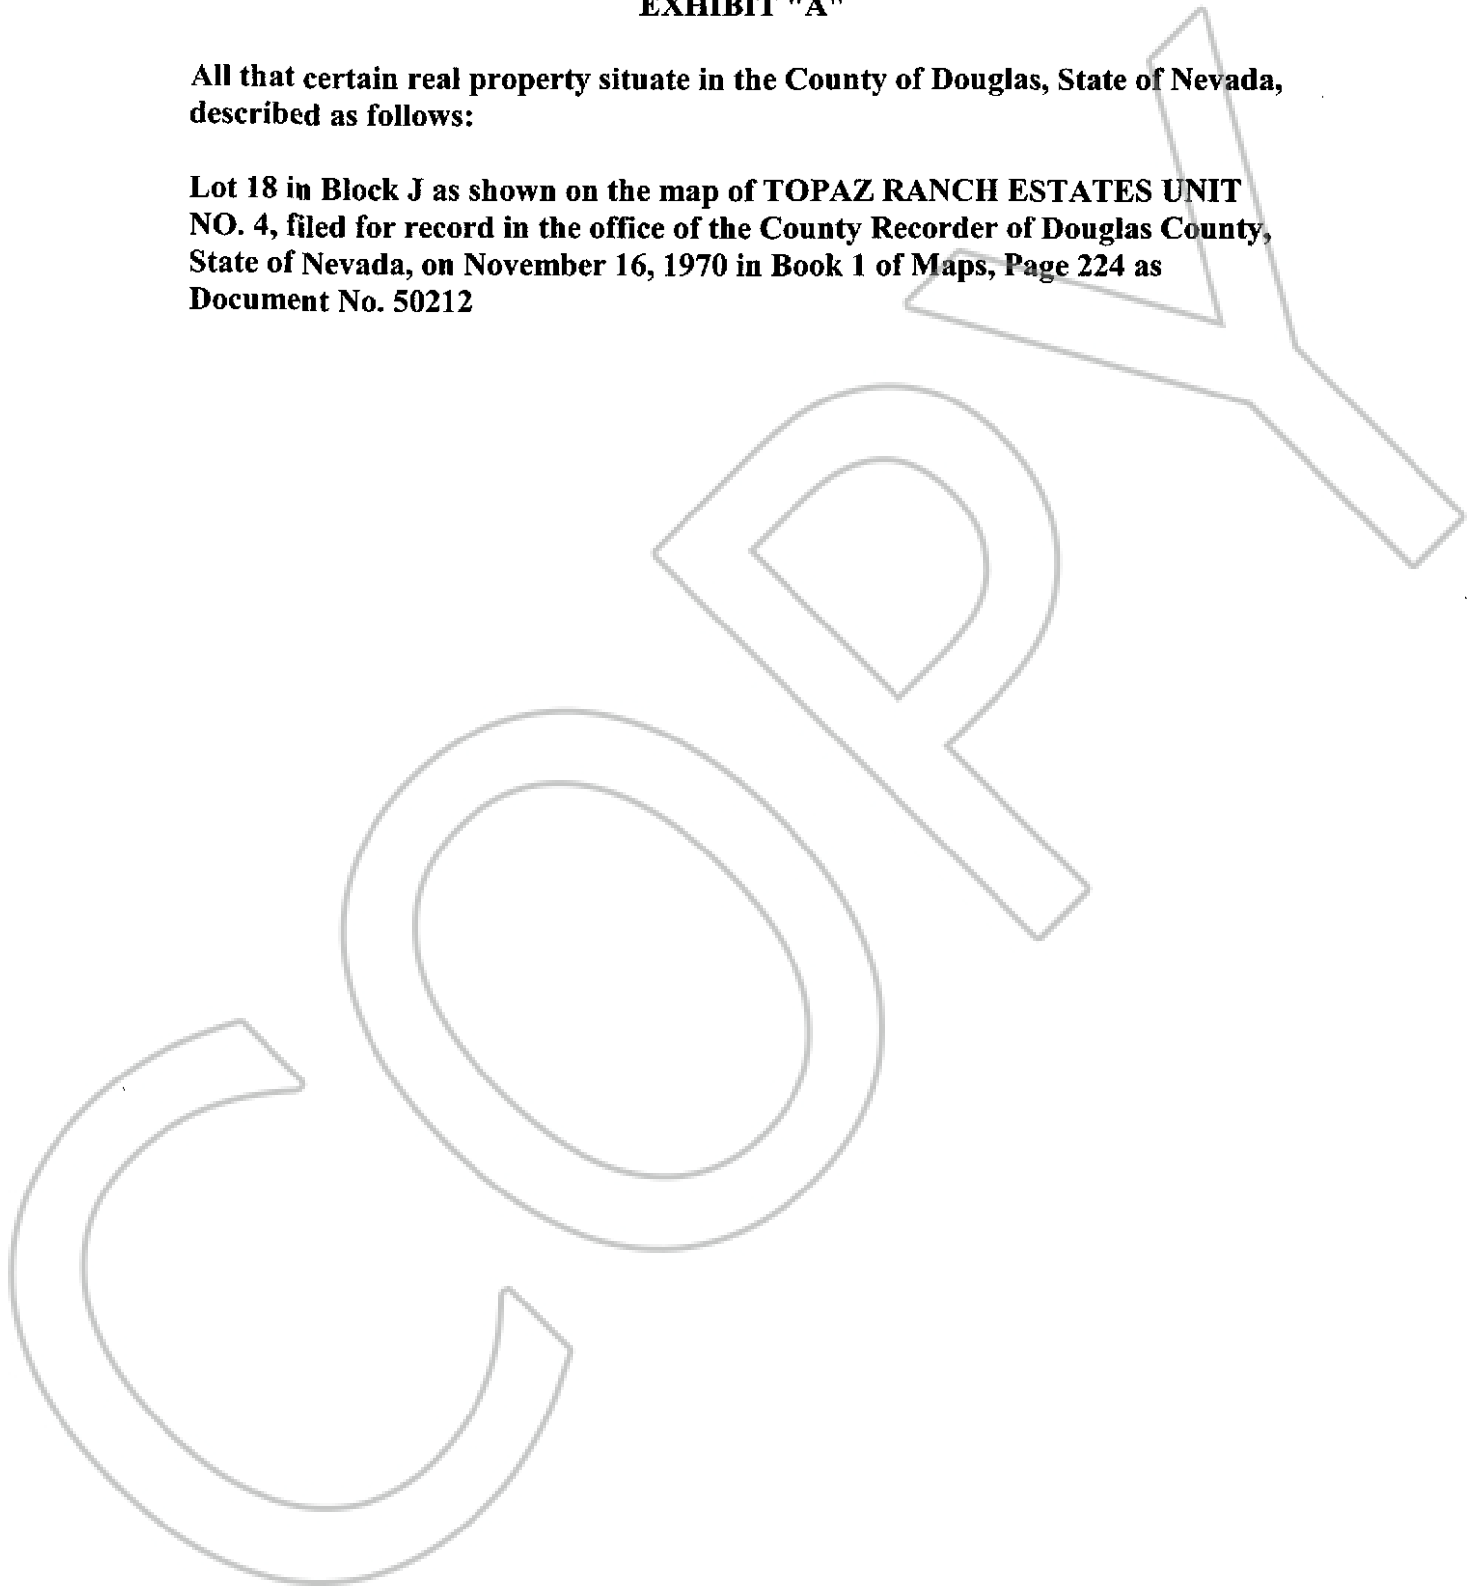 EXHIBIT "A"
All that certain real property situate in the County of Douglas, State of Nevada,
described as follows:
Lot 18 in Block J as shown on the map of TOPAZ RANCH ESTATES UNIT
NO. 4, filed for record in the office of the County Recorder of Douglas County,
State of Nevada, on November 16, 1970 in Book 1 of Maps, Page 224 as
Document No. 50212
COPY